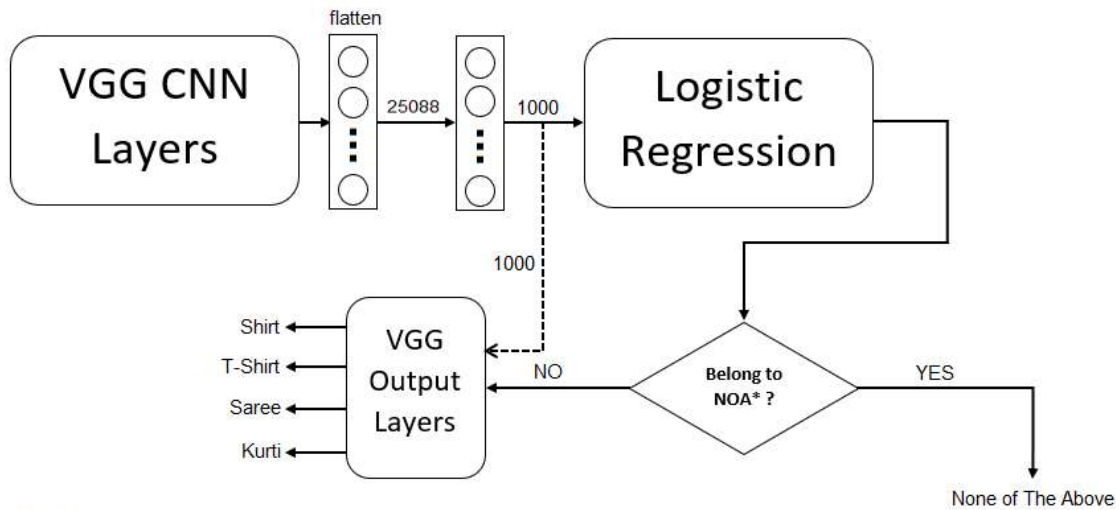 flatten
VGG CNN
Layers
25088
1000
Logistic
Regression
1000
Shirt
T-Shirt
Saree
Kurti
VGG
Output
Layers
NO
Belong to
NOA* ?
YES
None of The Above